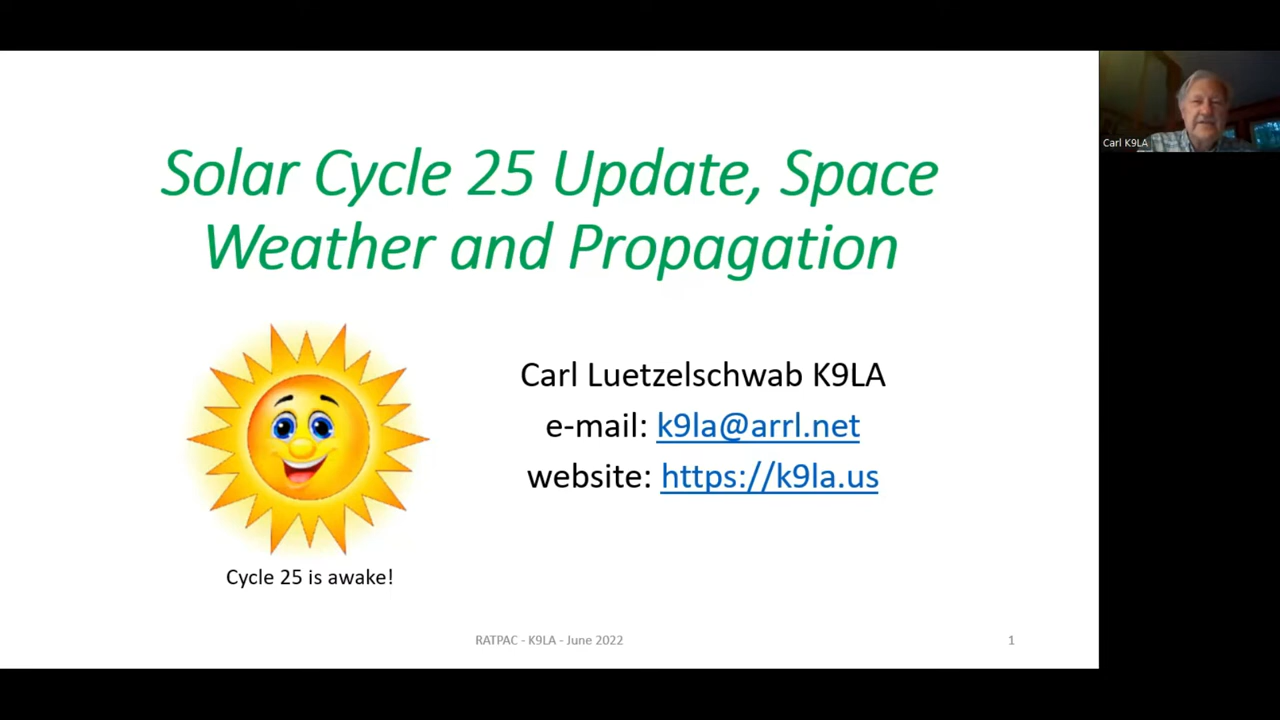 Solar Cycle 25 Update, Space
Weather and Propagation
Carl Luetzelschwab K9LA
e-mail: k9la@arrl.net
website: https://k9la.us
Cycle 25 is awake!
RATPAC - K9LA - June 2022
1
Carl K9LA